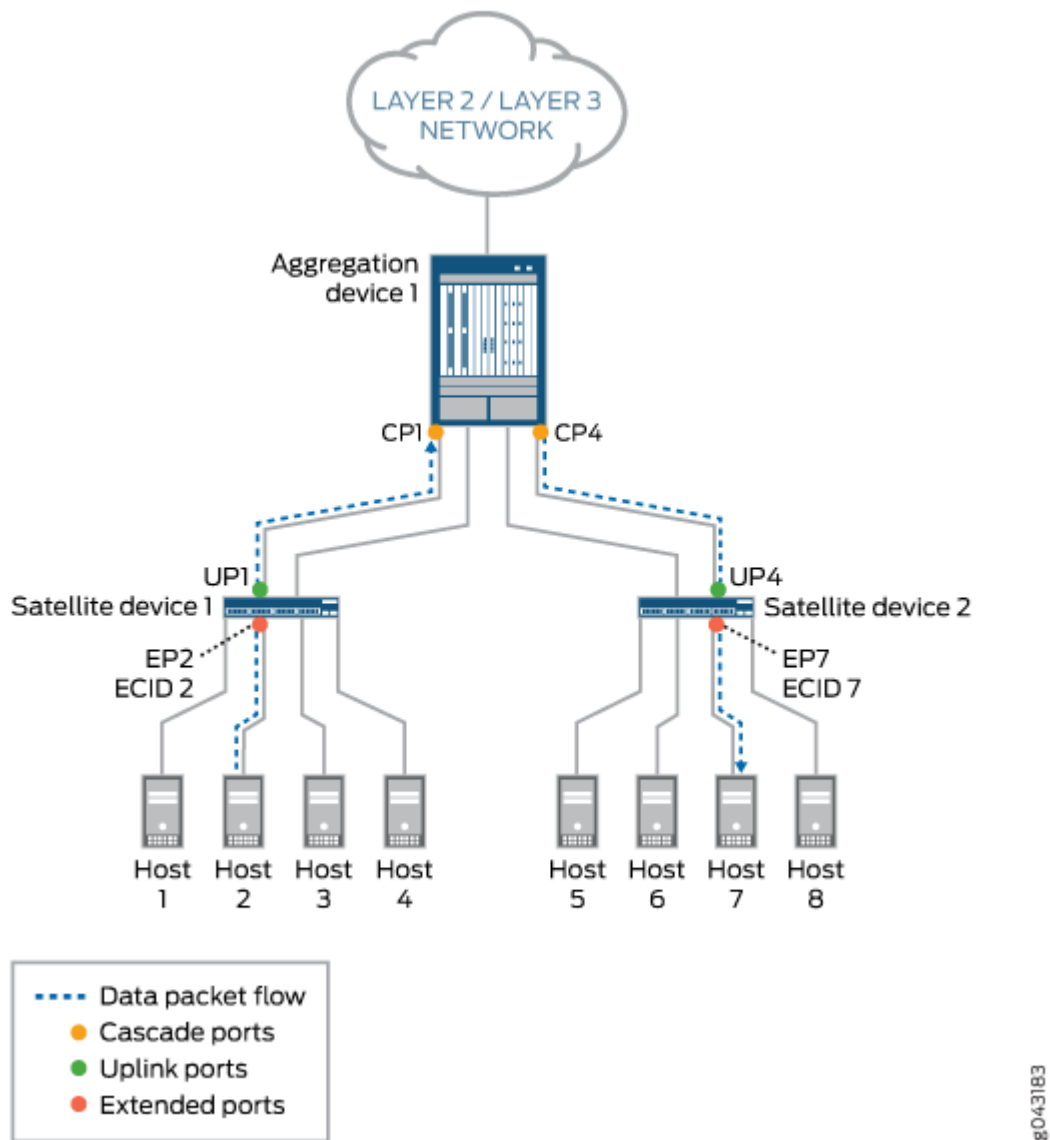 LAYER 2 / LAYER 3
NETWORK
Aggregation
device 1
CP1
CP4
UP1
UP4
Satellite device 1
Satellite device 2
EP2
ECID 2
EP7
ECID 7
Host
1
Host
2
Host
3
Host
4
Host
5
Host
6
Host
7
Host
8
Data packet flow
Cascade ports
Uplink ports
Extended ports
g043183